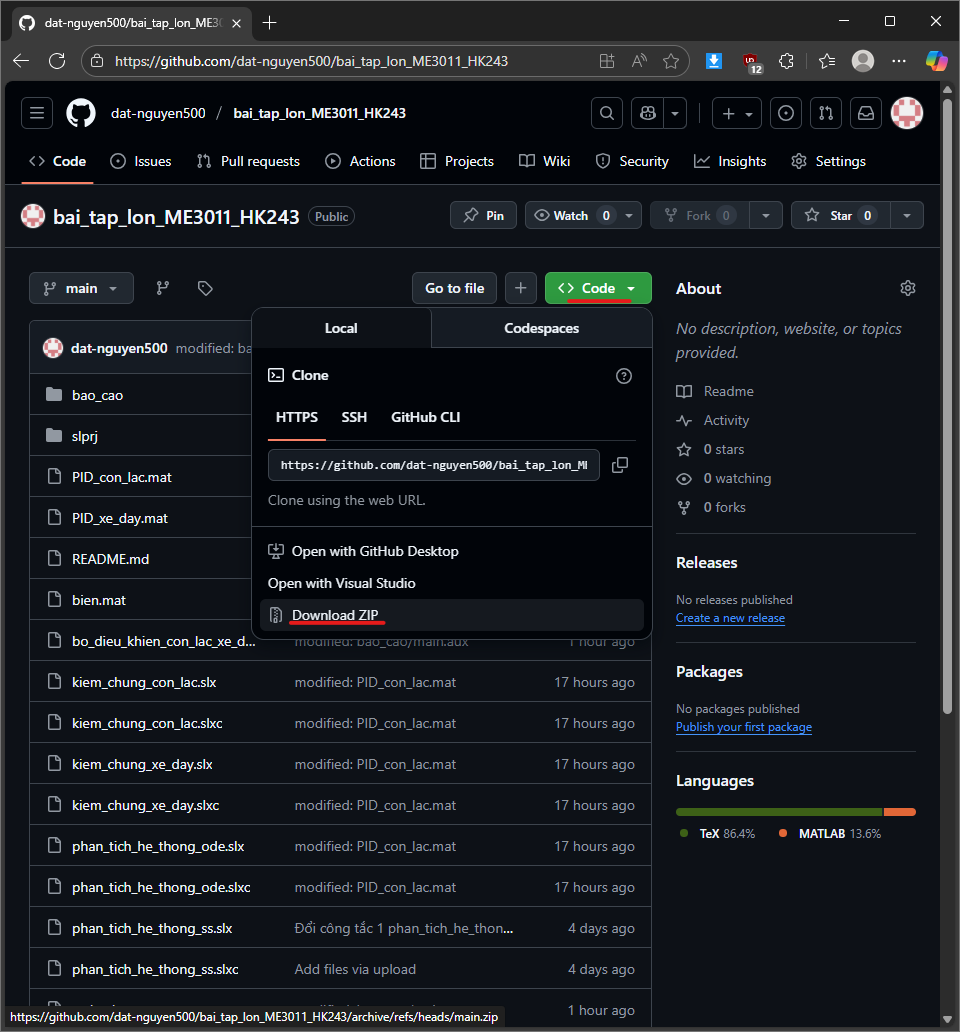 dat-nguyen500/bai_tap_lon_ME30
https://github.com/dat-nguyen500/bai_tap_lon_ME3011_HK243
12
dat-nguyen500 / bai_tap_lon_ME3011_HK243
Code Issues Pull requests Actions Projects Wiki Security Insights Settings
bai_tap_lon_ME3011_HK243 Public
Pin Watch 0 Fork 0 Star 0
main Go to file Code
Local Codespaces
dat-nguyen500 modified: ba
Clone
HTTPS SSH GitHub CLI
https://github.com/dat-nguyen500/bai_tap_lon_ME
Clone using the web URL.
Open with GitHub Desktop
Open with Visual Studio
Download ZIP
bao_cao
slprj
PID_con_lac.mat
PID_xe_day.mat
README.md
bien.mat
bo_dieu_khien_con_lac_xe_d... modified: bao_cao/main.aux 1 hour ago
kiem_chung_con_lac.slx modified: PID_con_lac.mat 17 hours ago
kiem_chung_con_lac.slxc modified: PID_con_lac.mat 17 hours ago
kiem_chung_xe_day.slx modified: PID_con_lac.mat 17 hours ago
kiem_chung_xe_day.slxc modified: PID_con_lac.mat 17 hours ago
phan_tich_he_thong_ode.slx modified: PID_con_lac.mat 17 hours ago
phan_tich_he_thong_ode.slxc modified: PID_con_lac.mat 17 hours ago
phan_tich_he_thong_ss.slx Đổi công tắc 1 phan_tich_he_thon... 4 days ago
phan_tich_he_thong_ss.slxc Add files via upload 4 days ago
1 hour ago
About
No description, website, or topics
provided.
Readme
Activity
0 stars
0 watching
0 forks
Releases
No releases published
Create a new release
Packages
No packages published
Publish your first package
Languages
TeX 86.4% MATLAB 13.6%
https://github.com/dat-nguyen500/bai_tap_lon_ME3011_HK243/archive/refs/heads/main.zip